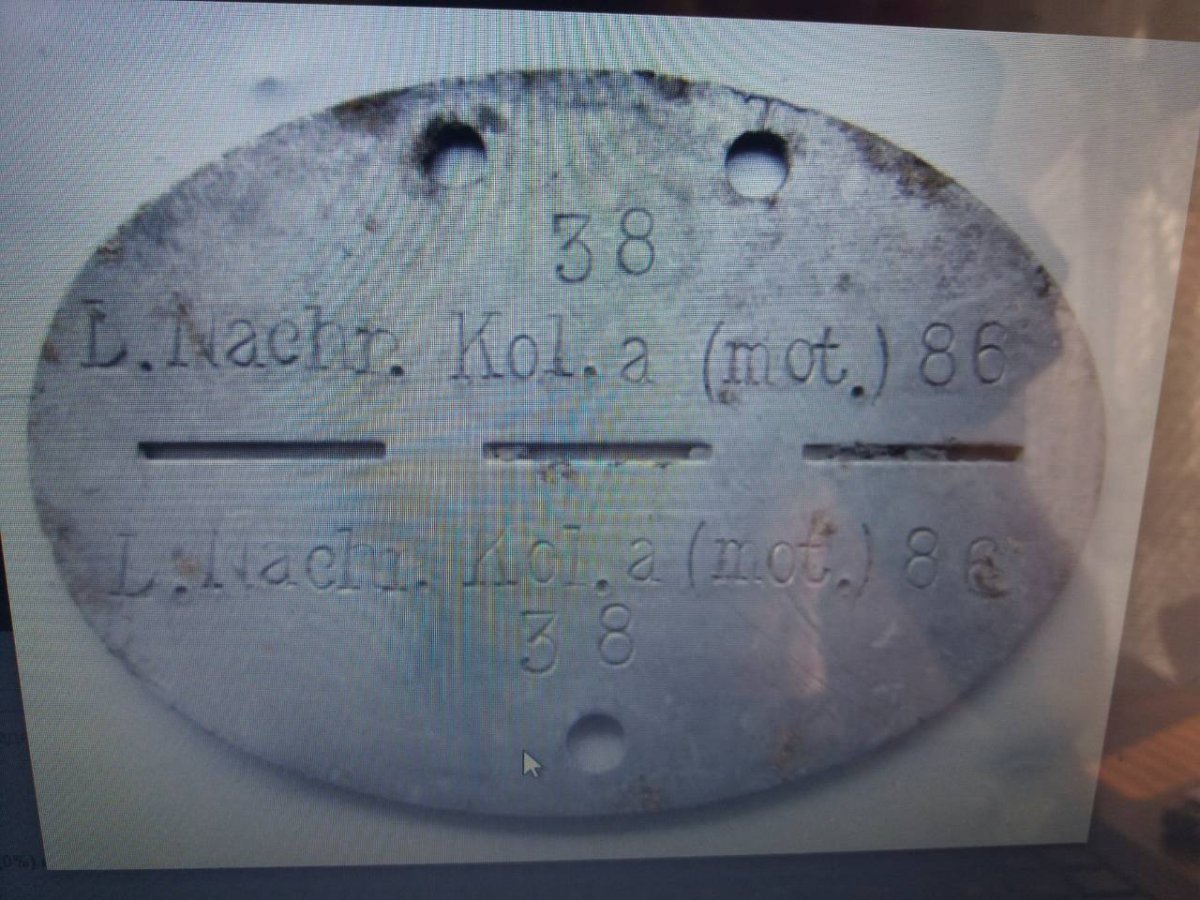 38
L.Nachr. Kol.a (mot.) 86
L.Nachr. Kol.a (mot.) 86
38